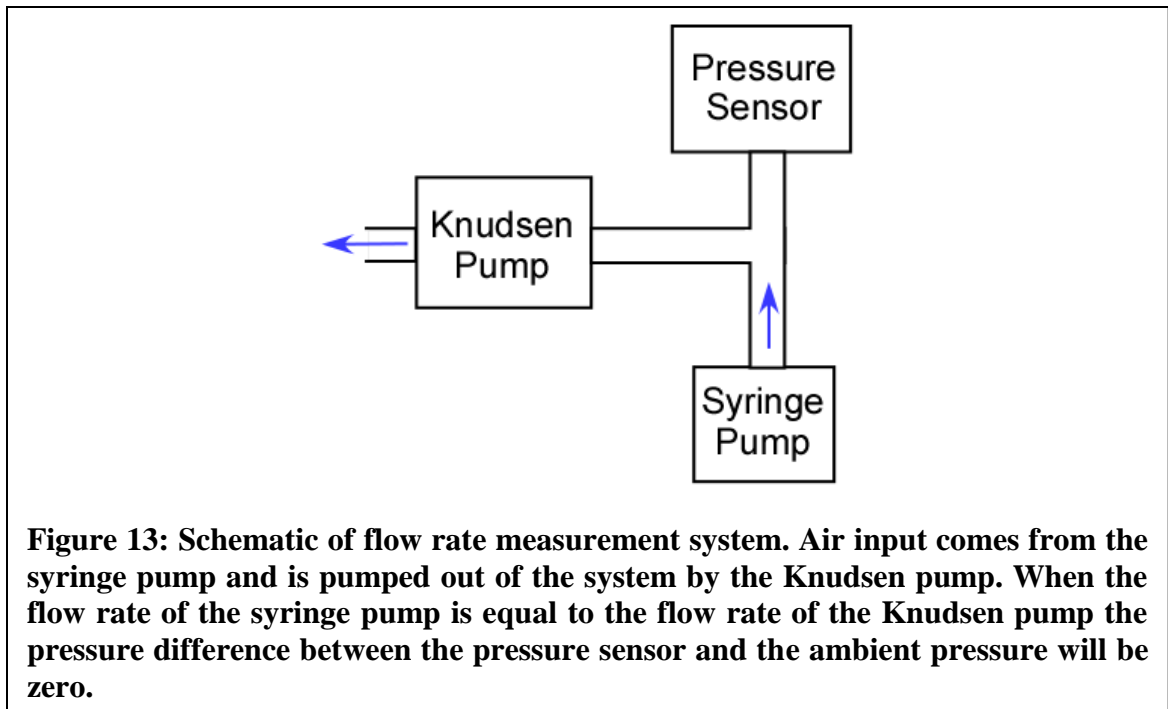 Pressure
Sensor
Knudsen
Pump
Syringe
Pump
Figure 13: Schematic of flow rate measurement system. Air input comes from the
syringe pump and is pumped out of the system by the Knudsen pump. When the
flow rate of the syringe pump is equal to the flow rate of the Knudsen pump the
pressure difference between the pressure sensor and the ambient pressure will be
zero.